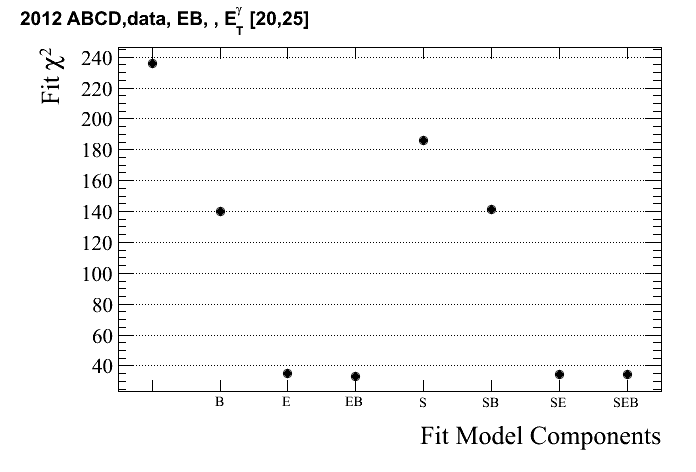 2012 ABCD,data, EB, , E_T^γ [20,25]
Fit χ²
240
220
200
180
160
140
120
100
80
60
40
B E EB S SB SE SEB
Fit Model Components